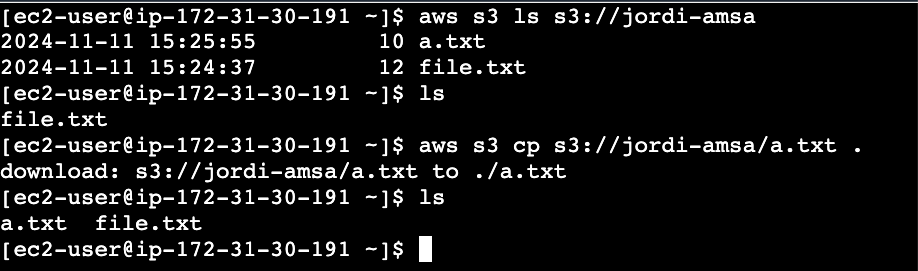 [ec2-user@ip-172-31-30-191 ~]$ aws s3 ls s3://jordi-amsa
2024-11-11 15:25:55         10 a.txt
2024-11-11 15:24:37         12 file.txt
[ec2-user@ip-172-31-30-191 ~]$ ls
file.txt
[ec2-user@ip-172-31-30-191 ~]$ aws s3 cp s3://jordi-amsa/a.txt .
download: s3://jordi-amsa/a.txt to ./a.txt
[ec2-user@ip-172-31-30-191 ~]$ ls
a.txt  file.txt
[ec2-user@ip-172-31-30-191 ~]$